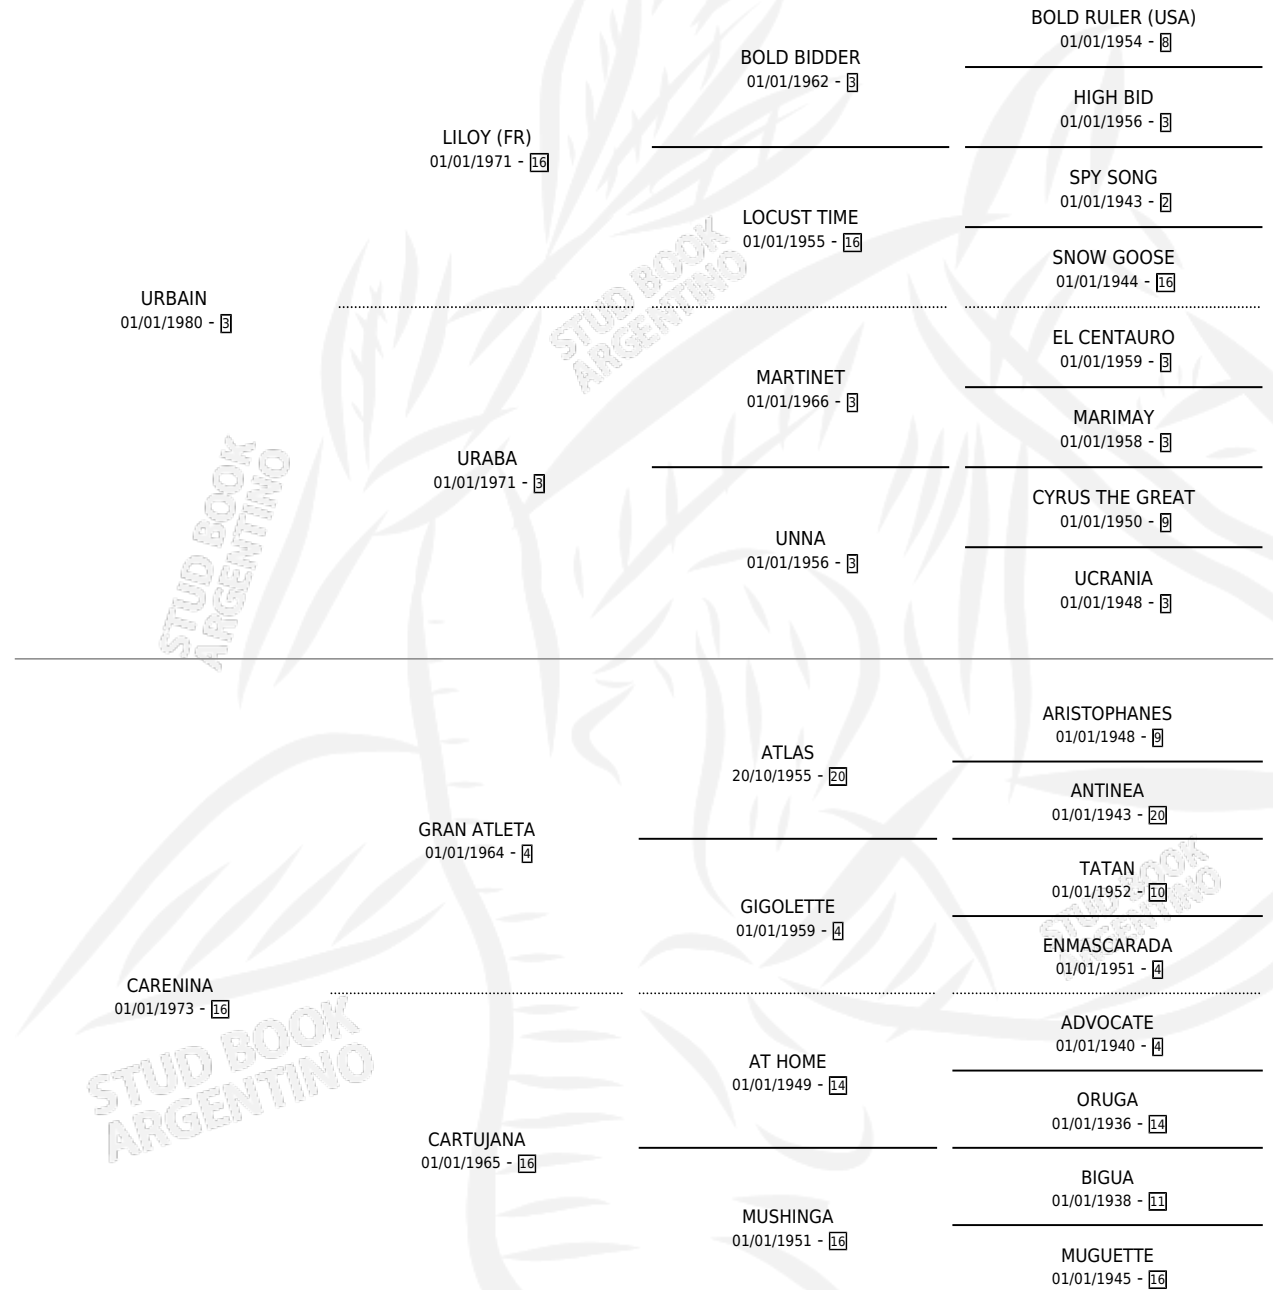 BOLD RULER (USA)
01/01/1954 - 8
BOLD BIDDER
01/01/1962 - 3
HIGH BID
01/01/1956 - 3
LILOY (FR)
01/01/1971 - 16
SPY SONG
01/01/1943 - 2
LOCUST TIME
01/01/1955 - 16
SNOW GOOSE
01/01/1944 - 16
URBAIN
01/01/1980 - 3
EL CENTAURO
01/01/1959 - 3
MARTINET
01/01/1966 - 3
MARIMAY
01/01/1958 - 3
URABA
01/01/1971 - 3
CYRUS THE GREAT
01/01/1950 - 9
UNNA
01/01/1956 - 3
UCRANIA
01/01/1948 - 3
STUD BOOK
ARGENTINO
STUD BOOK
ARGENTINO
ARISTOPHANES
01/01/1948 - 9
ATLAS
20/10/1955 - 20
ANTINEA
01/01/1943 - 20
GRAN ATLETA
01/01/1964 - 4
TATAN
01/01/1952 - 10
GIGOLETTE
01/01/1959 - 4
ENMASCARADA
01/01/1951 - 4
CARENINA
01/01/1973 - 16
ADVOCATE
01/01/1940 - 4
AT HOME
01/01/1949 - 14
ORUGA
01/01/1936 - 14
CARTUJANA
01/01/1965 - 16
BIGUA
01/01/1938 - 11
MUSHINGA
01/01/1951 - 16
MUGUETTE
01/01/1945 - 16
STUD BOOK
ARGENTINO
STUD BOOK
ARGENTINO